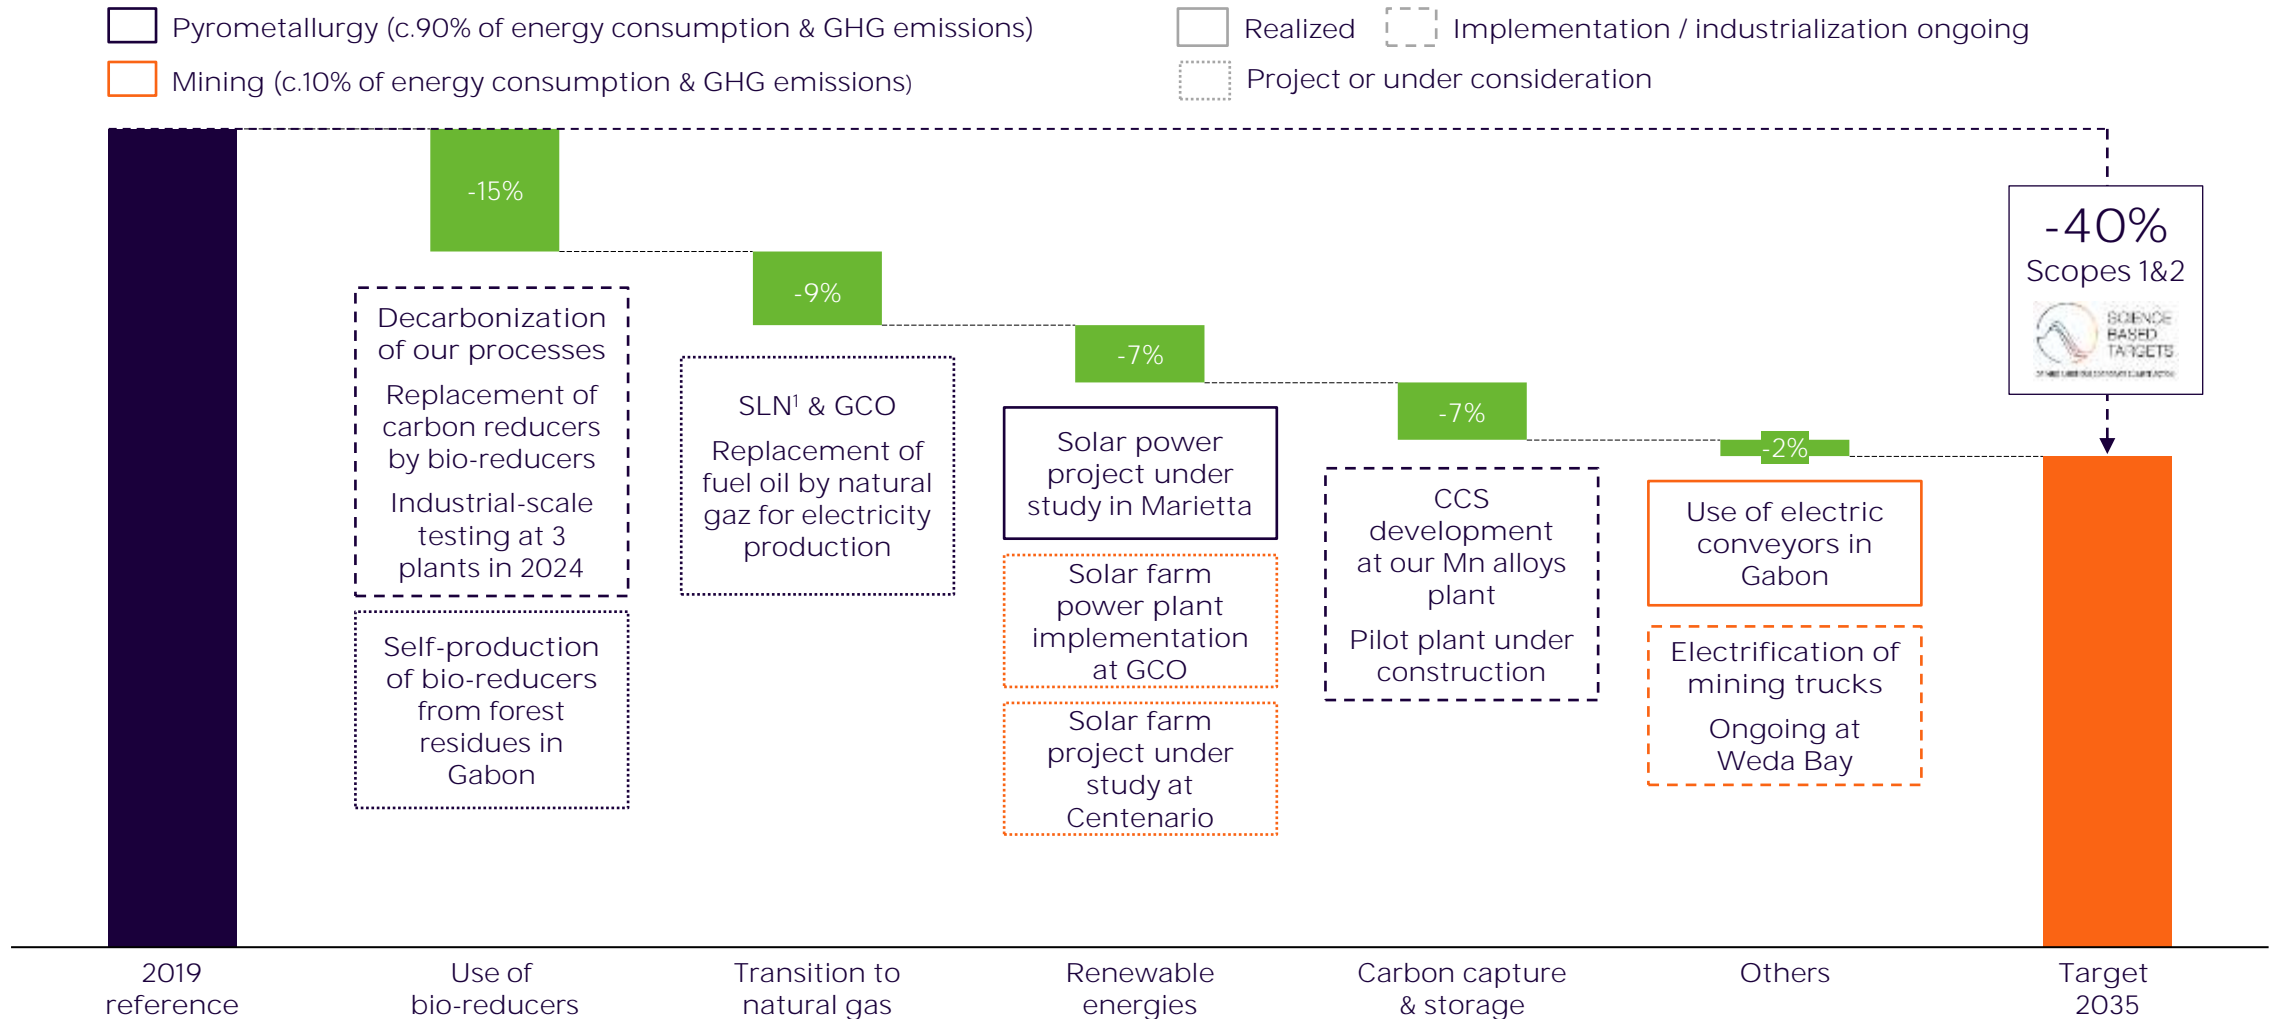 Pyrometallurgy (c.90% of energy consumption & GHG emissions)
Mining (c.10% of energy consumption & GHG emissions)
Realized
Implementation / industrialization ongoing
Project or under consideration
-15%
-9%
-7%
-7%
-2%
-40%
Scopes 1&2
SCIENCE
BASED
TARGETS
Decarbonization
of our processes
Replacement of
carbon reducers
by bio-reducers
Industrial-scale
testing at 3
plants in 2024
Self-production
of bio-reducers
from forest
residues in
Gabon
SLN¹ & GCO
Replacement of
fuel oil by natural
gaz for electricity
production
Solar power
project under
study in Marietta
Solar farm
power plant
implementation
at GCO
Solar farm
project under
study at
Centenario
CCS
development
at our Mn alloys
plant
Pilot plant under
construction
Use of electric
conveyors in
Gabon
Electrification of
mining trucks
Ongoing at
Weda Bay
2019
reference
Use of
bio-reducers
Transition to
natural gas
Renewable
energies
Carbon capture
& storage
Others
Target
2035